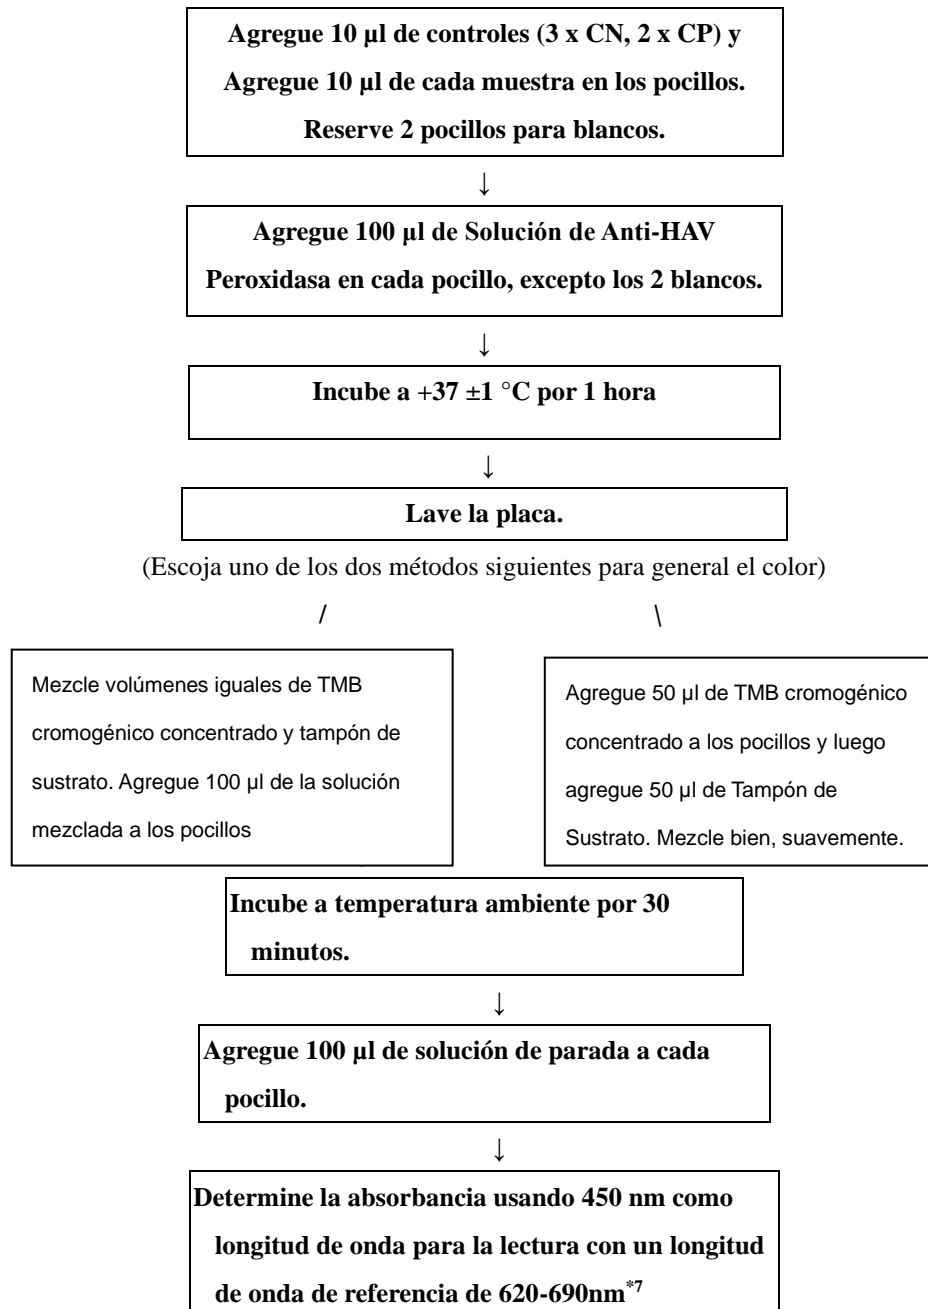 Agregue 10 µl de controles (3 x CN, 2 x CP) y
Agregue 10 µl de cada muestra en los pocillos.
Reserve 2 pocillos para blancos.
↓
Agregue 100 µl de Solución de Anti-HAV
Peroxidasa en cada pocillo, excepto los 2 blancos.
↓
Incube a +37 ±1 °C por 1 hora
↓
Lave la placa.
(Escoja uno de los dos métodos siguientes para general el color)
/ \
Mezcle volúmenes iguales de TMB
cromogénico concentrado y tampón de
sustrato. Agregue 100 µl de la solución
mezclada a los pocillos
Agregue 50 µl de TMB cromogénico
concentrado a los pocillos y luego
agregue 50 µl de Tampón de
Sustrato. Mezcle bien, suavemente.
Incube a temperatura ambiente por 30
minutos.
↓
Agregue 100 µl de solución de parada a cada
pocillo.
↓
Determine la absorbancia usando 450 nm como
longitud de onda para la lectura con un longitud
de onda de referencia de 620-690nm*7